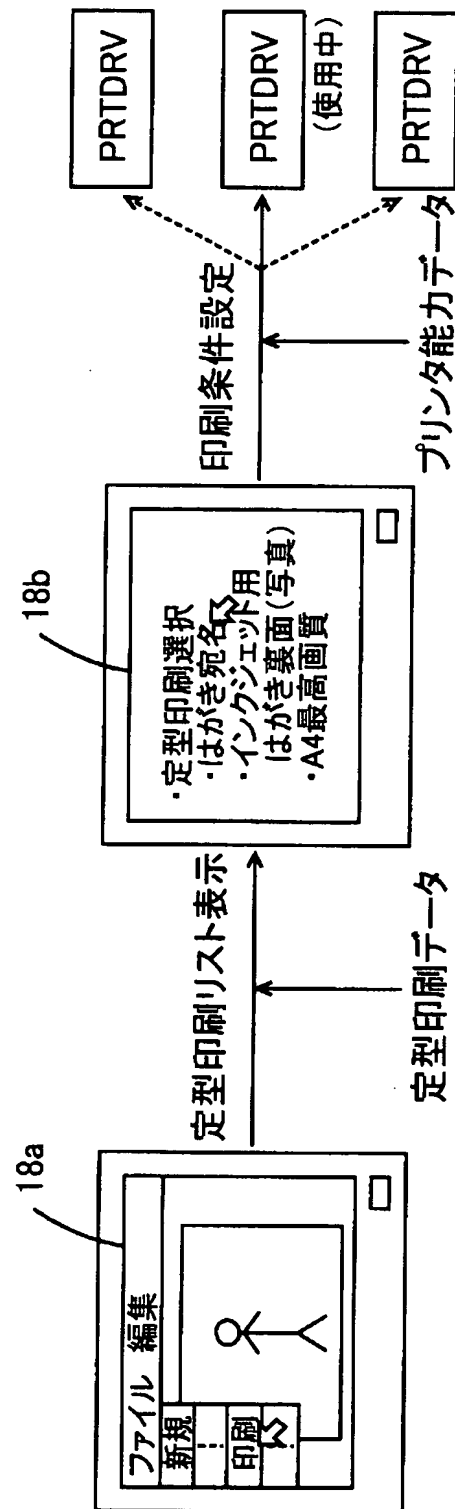 18a
ファイル 編集
新規
印刷
定型印刷リスト表示
定型印刷データ
18b
・定型印刷選択
・はがき宛名
・インクジェット用
はがき裏面(写真)
・A4最高画質
印刷条件設定
プリンタ能力データ
PRTDRV
PRTDRV
(使用中)
PRTDRV